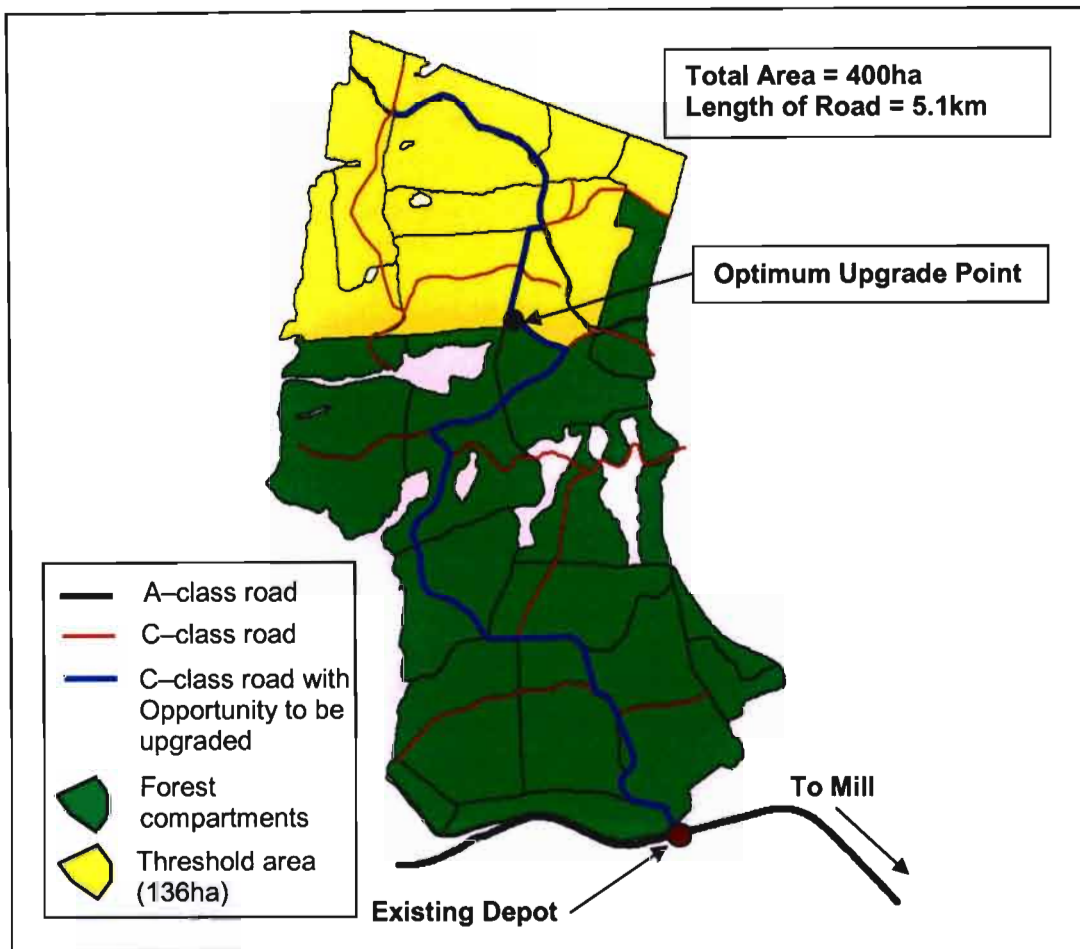 Total Area = 400ha
Length of Road = 5.1km
Optimum Upgrade Point
A–class road
C–class road
C–class road with
Opportunity to be
upgraded
Forest
compartments
Threshold area
(136ha)
To Mill
Existing Depot